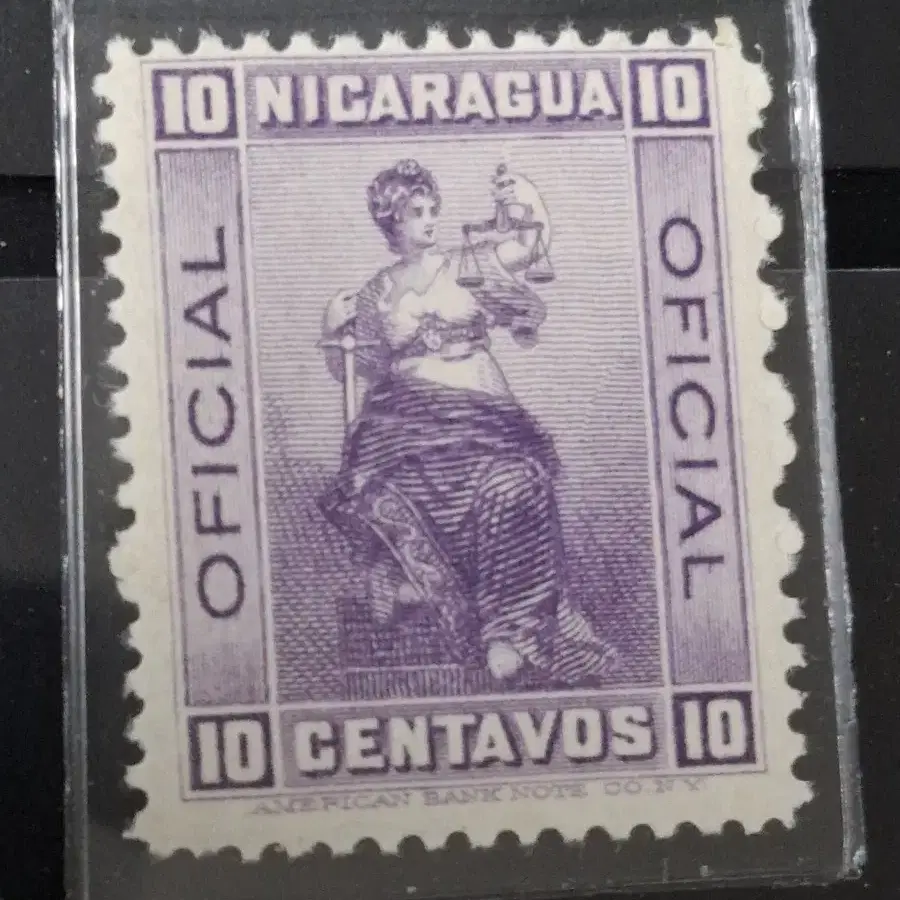 10 NICARAGUA 10
OFICIAL
OFICIAL
10 CENTAVOS 10
AMERICAN BANK NOTE CO. N.Y.